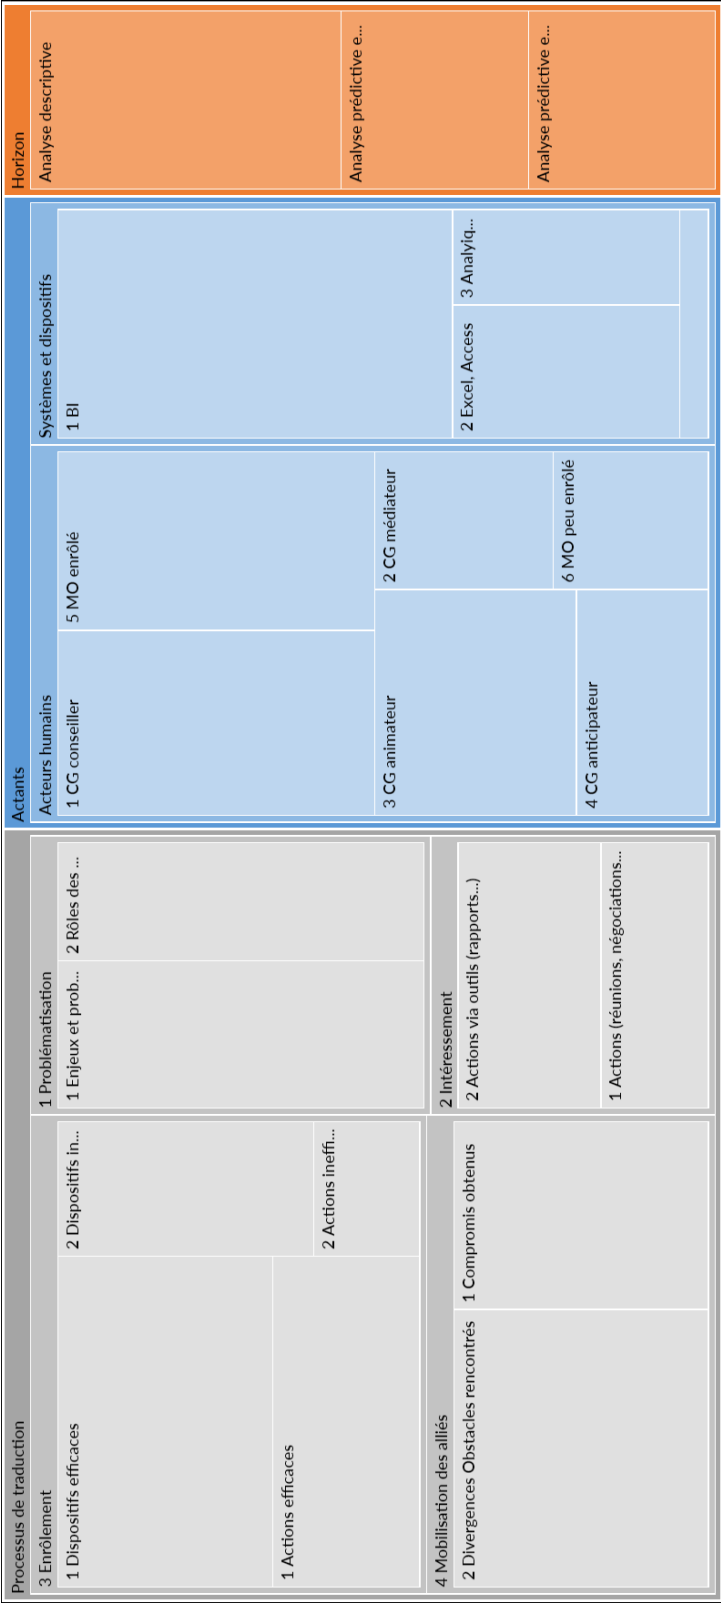 Processus de traduction
3 Enrôlement
1 Dispositifs efficaces
2 Dispositifs in...
1 Actions efficaces
2 Actions ineffi...
4 Mobilisation des alliés
2 Divergences Obstacles rencontrés
1 Compromis obtenus
1 Problématisation
1 Enjeux et prob...
2 Rôles des ...
2 Intéressement
2 Actions via outils (rapports...)
1 Actions (réunions, négociations...
Actants
Acteurs humains
1 CG conseiller
5 MO enrôlé
3 CG animateur
2 CG médiateur
4 CG anticipateur
6 MO peu enrôlé
Systèmes et dispositifs
1 BI
2 Excel, Access
3 Analyiq...
Horizon
Analyse descriptive
Analyse prédictive e...
Analyse prédictive e...